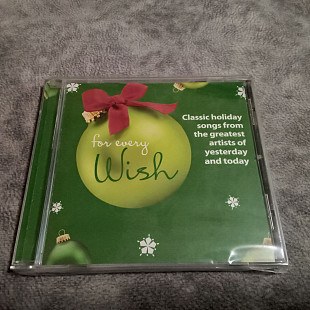 for every
Wish
Classic holiday
songs from
the greatest
artists of
yesterday
and today